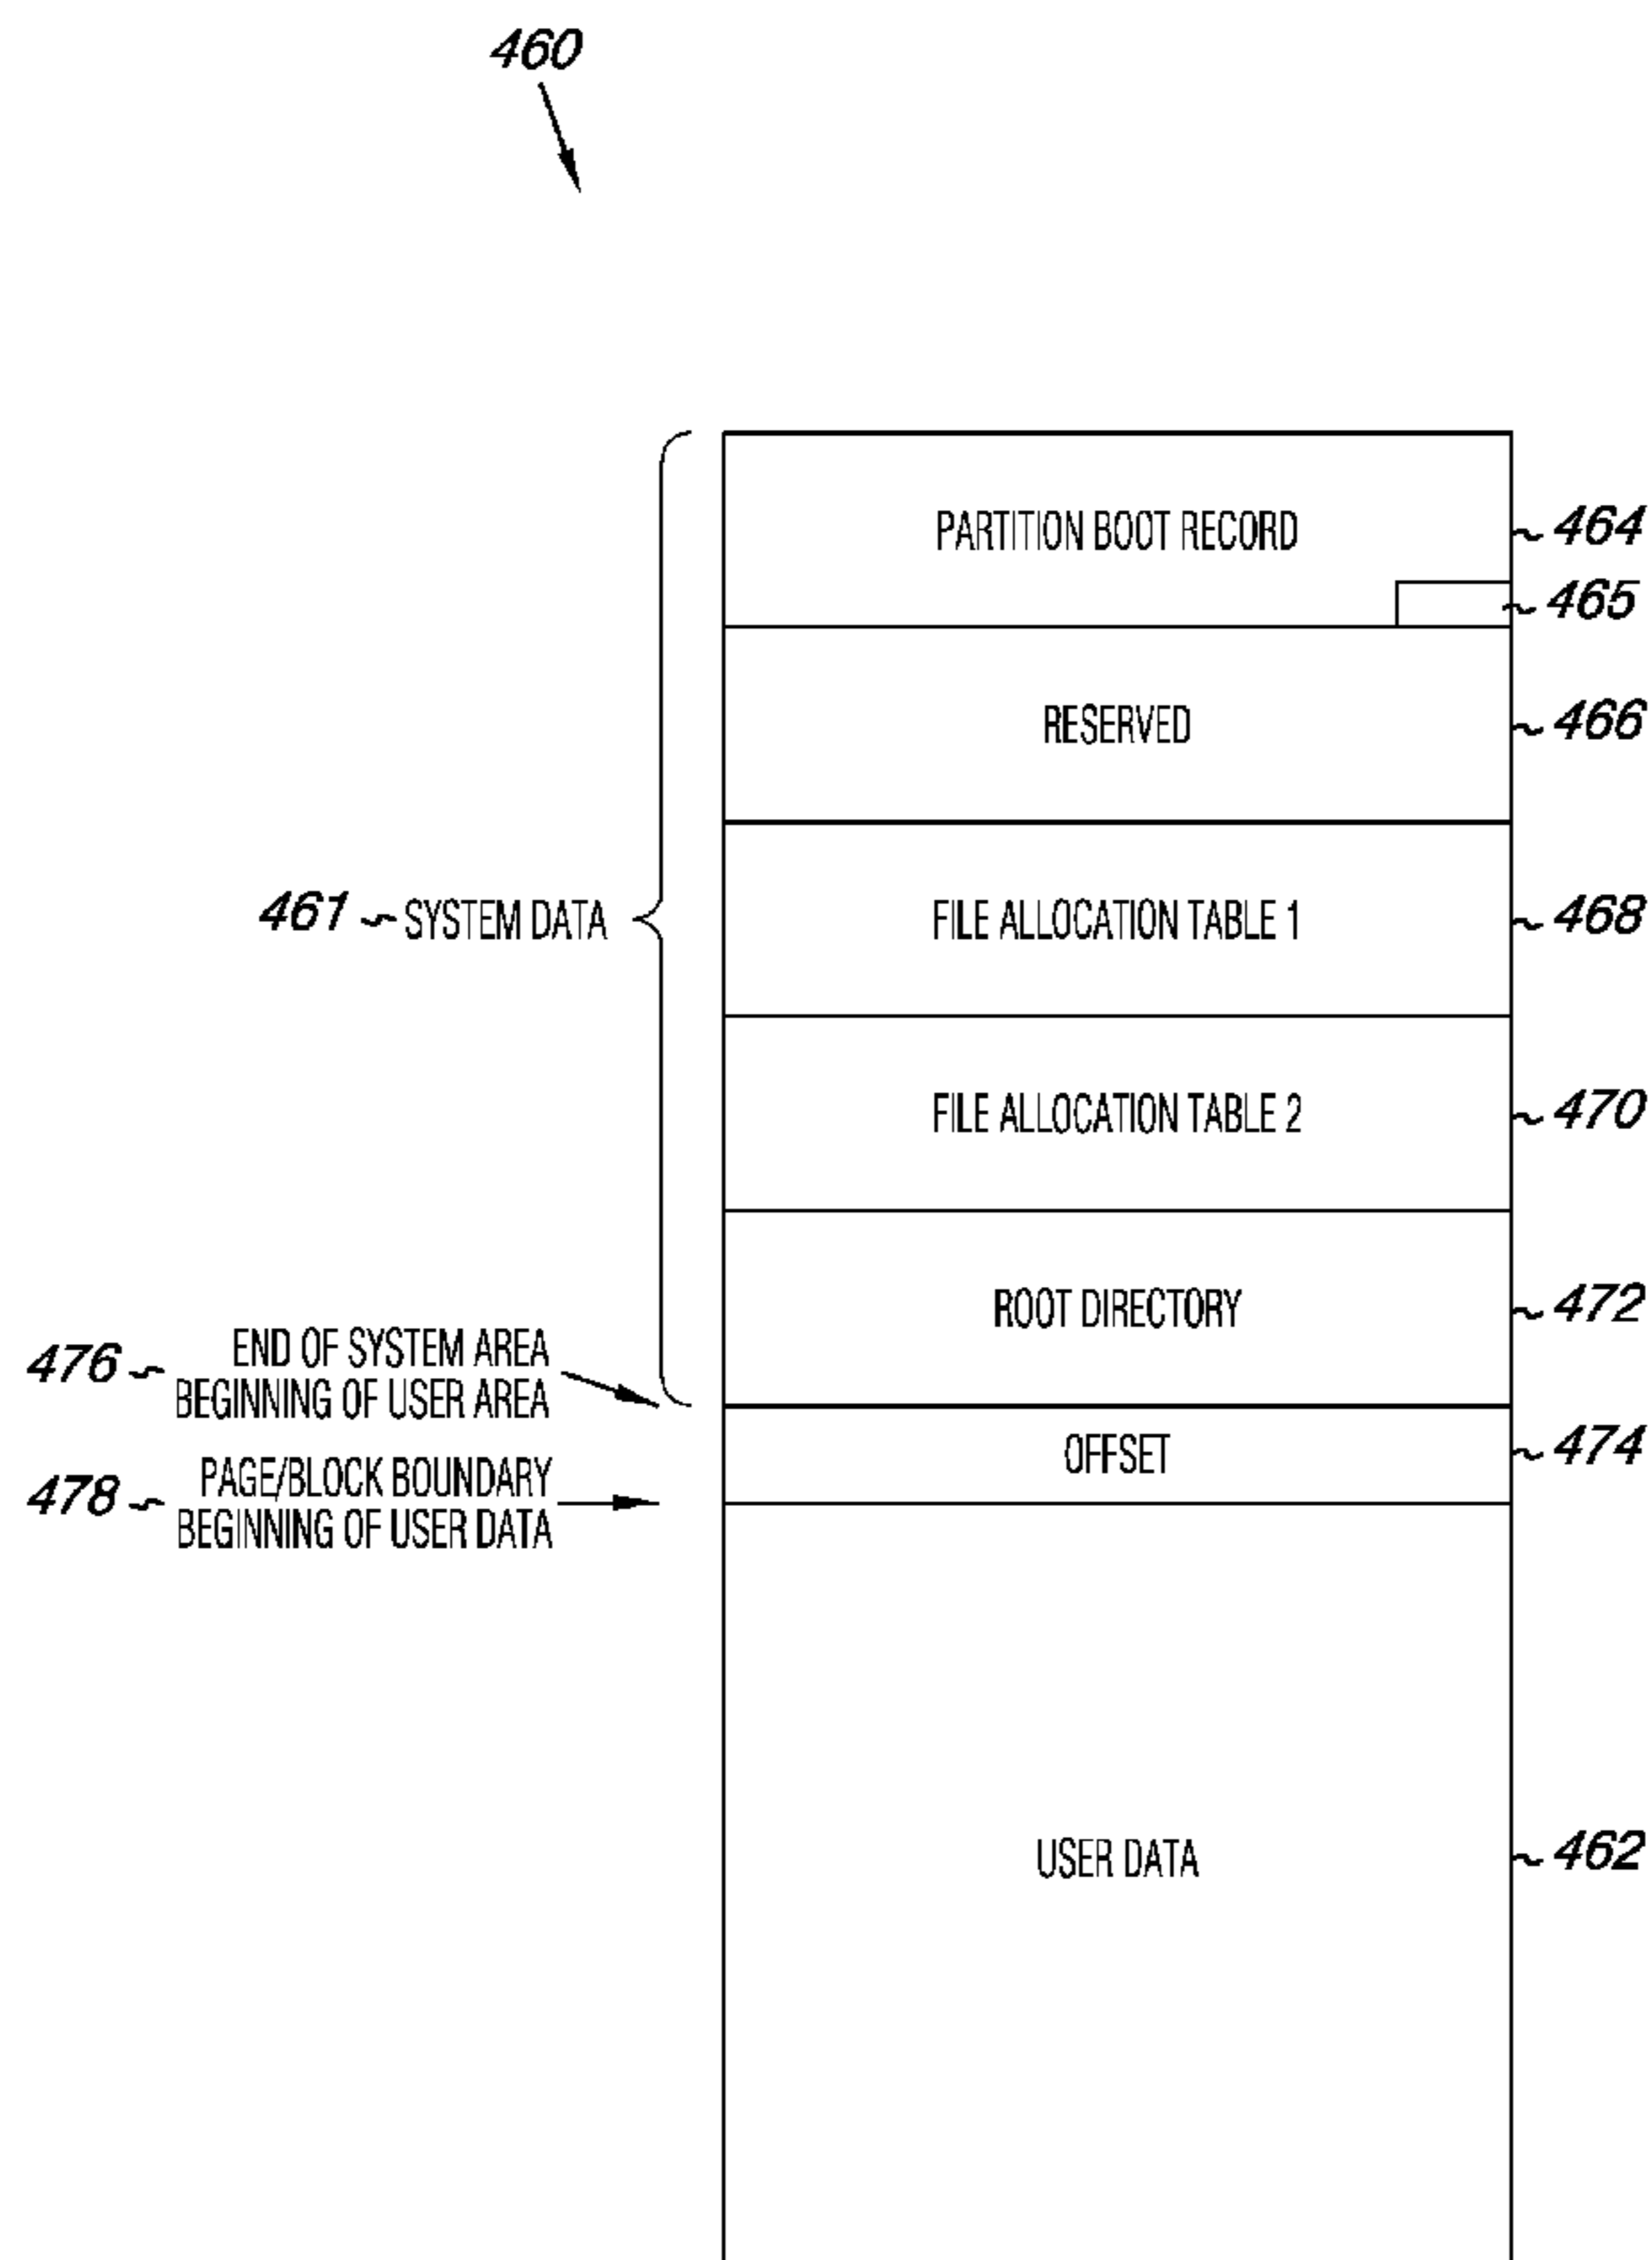 460
PARTITION BOOT RECORD
464
465
RESERVED
466
461
SYSTEM DATA
FILE ALLOCATION TABLE 1
468
FILE ALLOCATION TABLE 2
470
ROOT DIRECTORY
472
476
END OF SYSTEM AREA
BEGINNING OF USER AREA
OFFSET
474
478
PAGE/BLOCK BOUNDARY
BEGINNING OF USER DATA
USER DATA
462